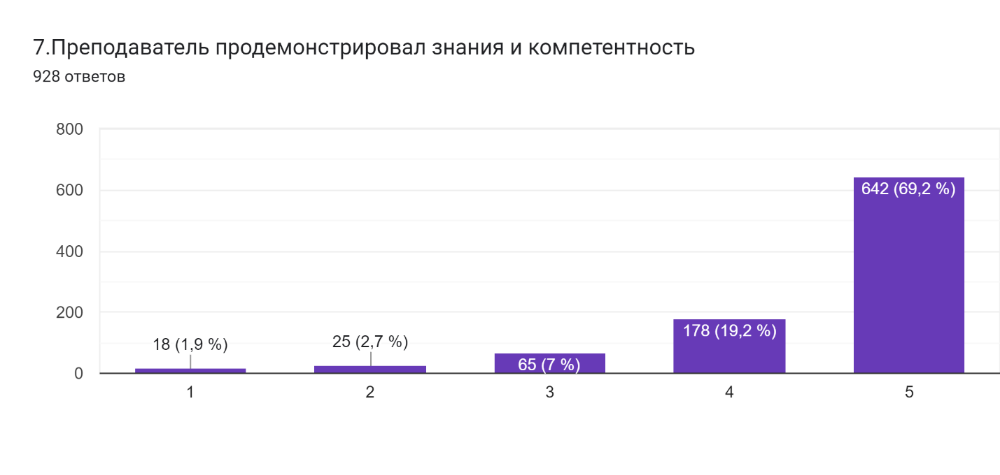 7.Преподаватель продемонстрировал знания и компетентность
928 ответов
800
600
400
200
0
18 (1,9 %)
25 (2,7 %)
65 (7 %)
178 (19,2 %)
642 (69,2 %)
1
2
3
4
5